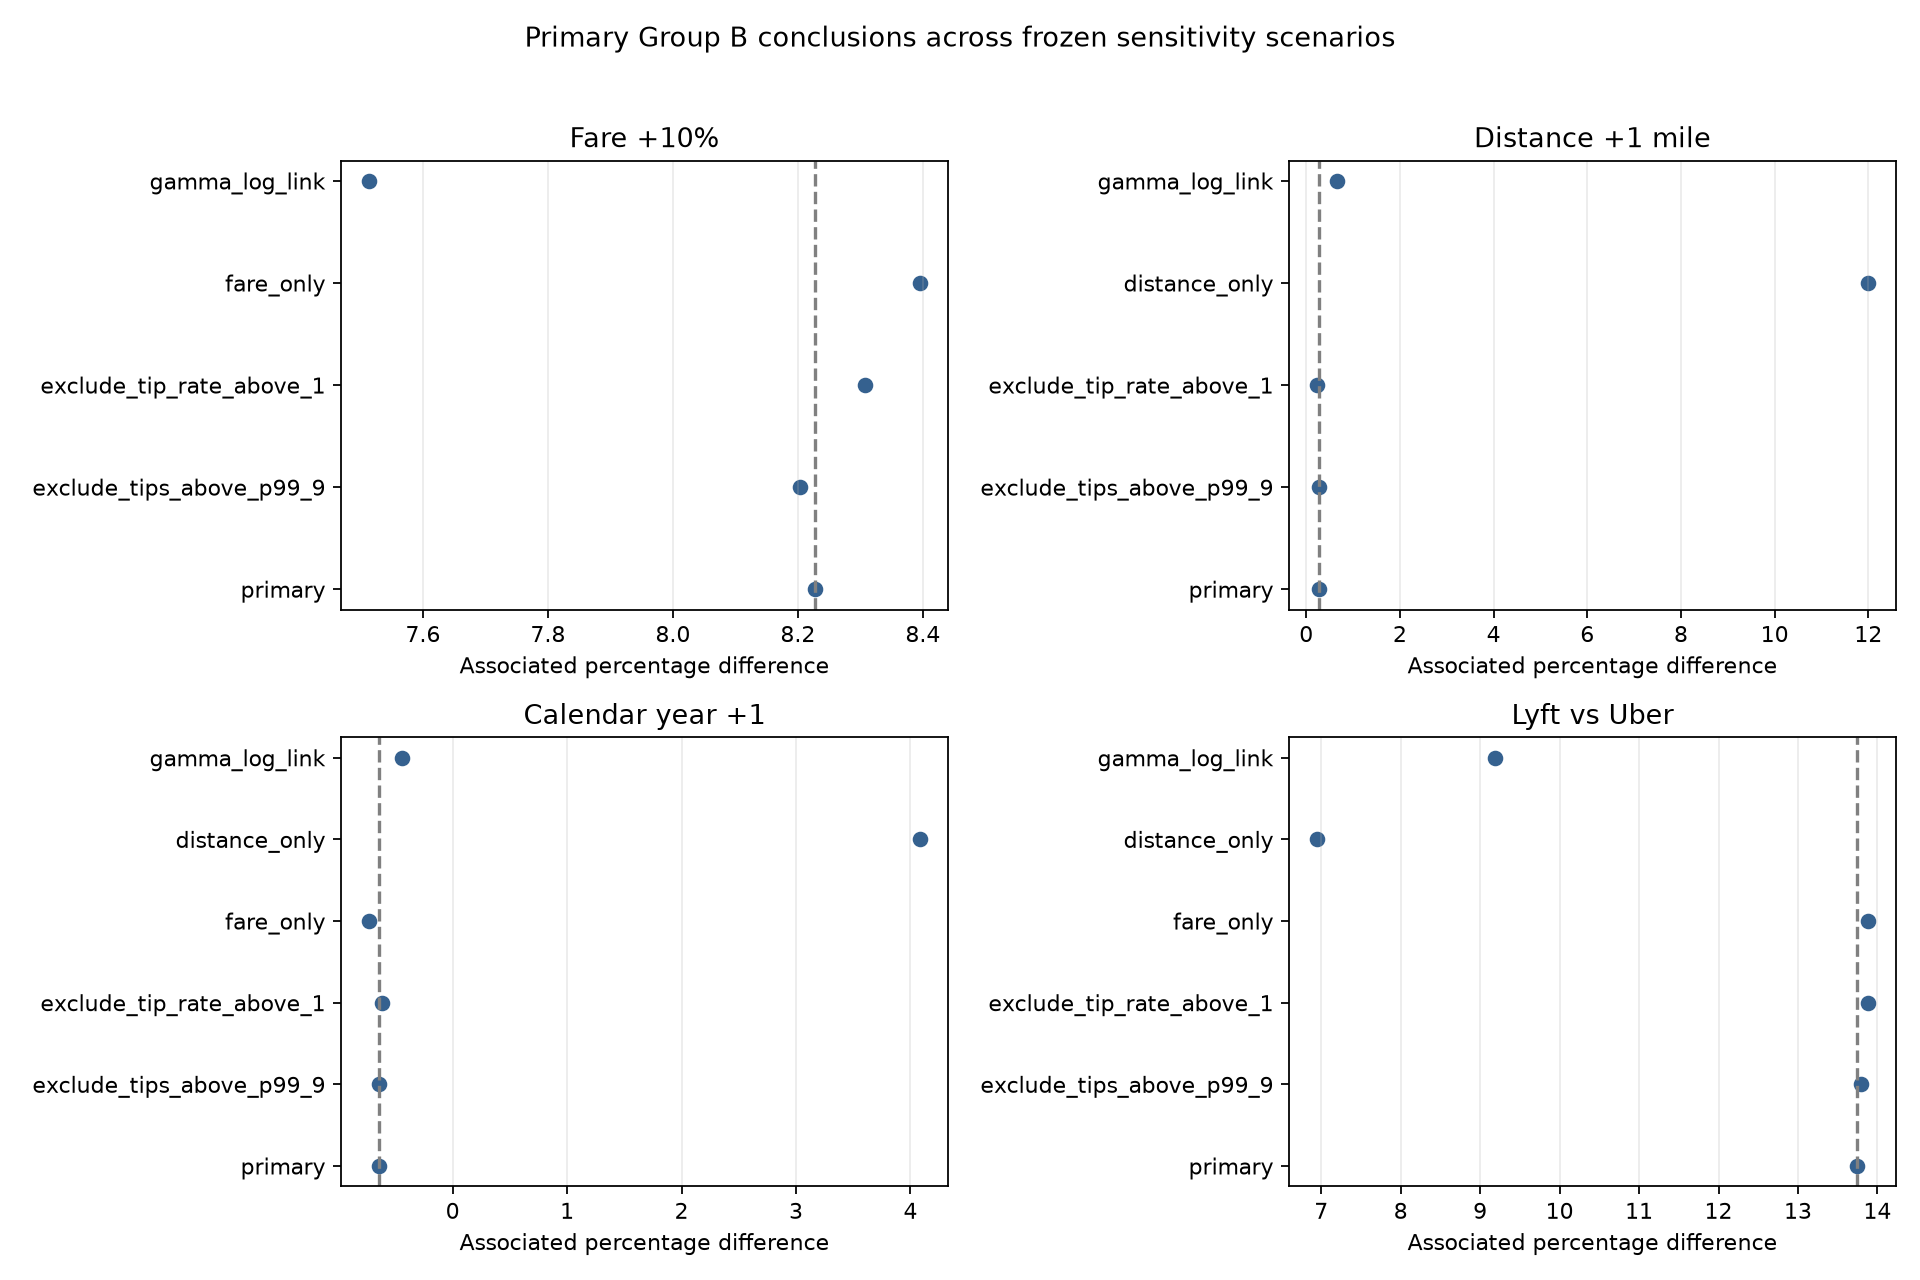 Primary Group B conclusions across frozen sensitivity scenarios
Fare +10%
gamma_log_link
fare_only
exclude_tip_rate_above_1
exclude_tips_above_p99_9
primary
7.6 7.8 8.0 8.2 8.4
Associated percentage difference
Distance +1 mile
gamma_log_link
distance_only
exclude_tip_rate_above_1
exclude_tips_above_p99_9
primary
0 2 4 6 8 10 12
Associated percentage difference
Calendar year +1
gamma_log_link
distance_only
fare_only
exclude_tip_rate_above_1
exclude_tips_above_p99_9
primary
0 1 2 3 4
Associated percentage difference
Lyft vs Uber
gamma_log_link
distance_only
fare_only
exclude_tip_rate_above_1
exclude_tips_above_p99_9
primary
7 8 9 10 11 12 13 14
Associated percentage difference